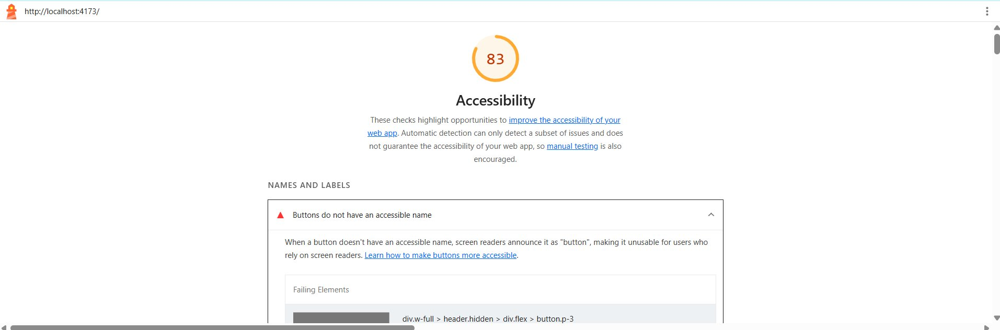 http://localhost:4173/
83
Accessibility
These checks highlight opportunities to improve the accessibility of your
web app. Automatic detection can only detect a subset of issues and does
not guarantee the accessibility of your web app, so manual testing is also
encouraged.
NAMES AND LABELS
Buttons do not have an accessible name
When a button doesn't have an accessible name, screen readers announce it as "button", making it unusable for users who
rely on screen readers. Learn how to make buttons more accessible.
Failing Elements
div.w-full > header.hidden > div.flex > button.p-3